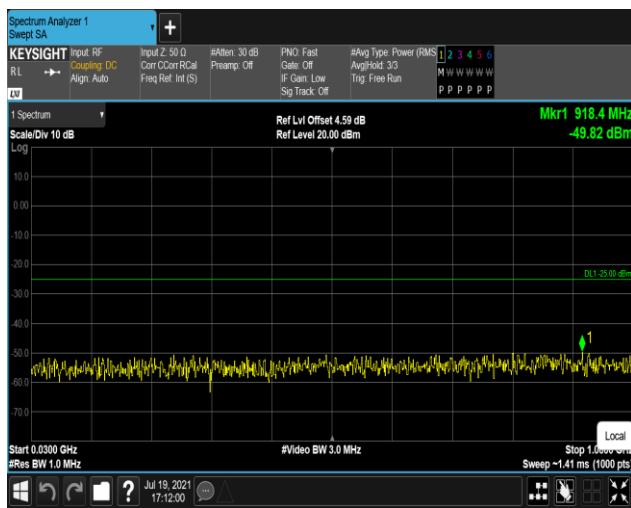 Spectrum Analyzer 1
Swept SA
+
KEYSIGHT Input: RF Input Z: 50 Ω #Atten: 30 dB PNO: Fast #Avg Type: Power (RMS 1 2 3 4 5 6
RL Coupling: DC Corr CCorr RCal Preamp: Off Gate: Off Avg|Hold: 3/3 M W W W W W
Align: Auto Freq Ref: Int (S) IF Gain: Low Trig: Free Run
LXI Sig Track: Off P P P P P P
1 Spectrum Ref Lvl Offset 4.59 dB Mkr1 918.4 MHz
Scale/Div 10 dB Ref Level 20.00 dBm -49.82 dBm
Log
10.0
0.00
-10.0
-20.0
DL1 -25.00 dBm
-30.0
-40.0
1
-50.0
-60.0
-70.0
Local
Start 0.0300 GHz #Video BW 3.0 MHz Stop
#Res BW 1.0 MHz Sweep ~1.41 ms (1000 pts)
? Jul 19, 2021
17:12:00